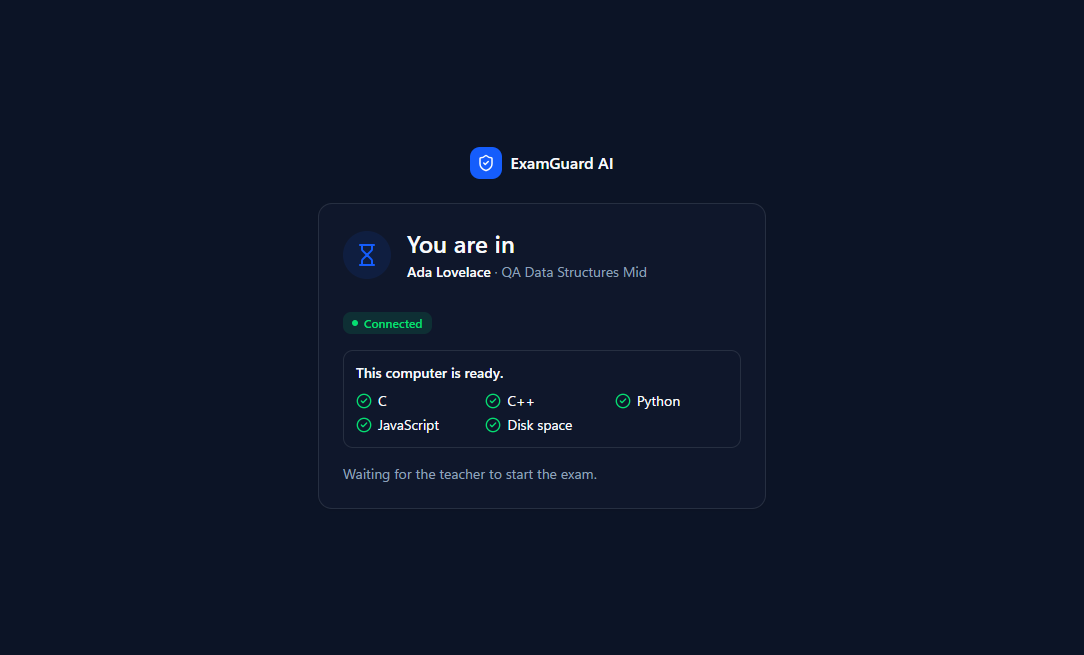 ExamGuard AI
You are in
Ada Lovelace · QA Data Structures Mid
Connected
This computer is ready.
C C++ Python
JavaScript Disk space
Waiting for the teacher to start the exam.